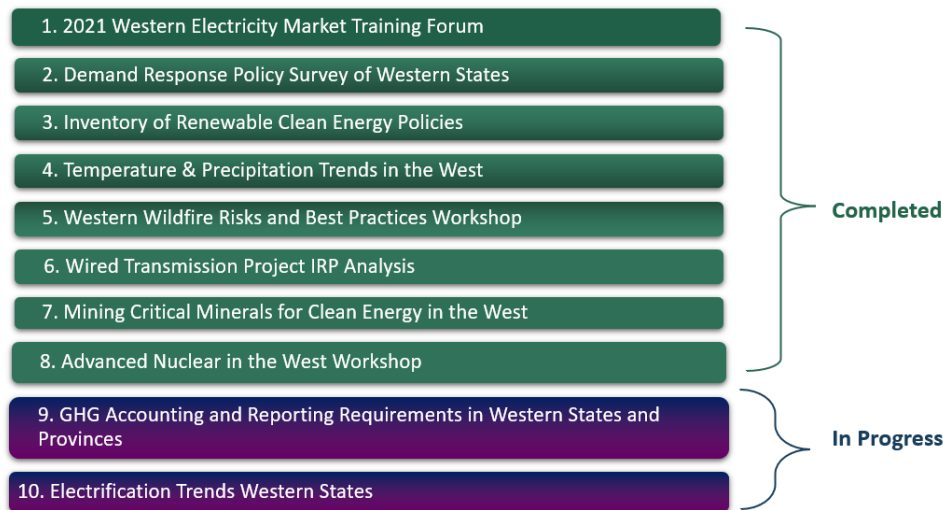 1. 2021 Western Electricity Market Training Forum
2. Demand Response Policy Survey of Western States
3. Inventory of Renewable Clean Energy Policies
4. Temperature & Precipitation Trends in the West
5. Western Wildfire Risks and Best Practices Workshop
Completed
6. Wired Transmission Project IRP Analysis
7. Mining Critical Minerals for Clean Energy in the West
8. Advanced Nuclear in the West Workshop
9. GHG Accounting and Reporting Requirements in Western States and
Provinces
In Progress
10. Electrification Trends Western States